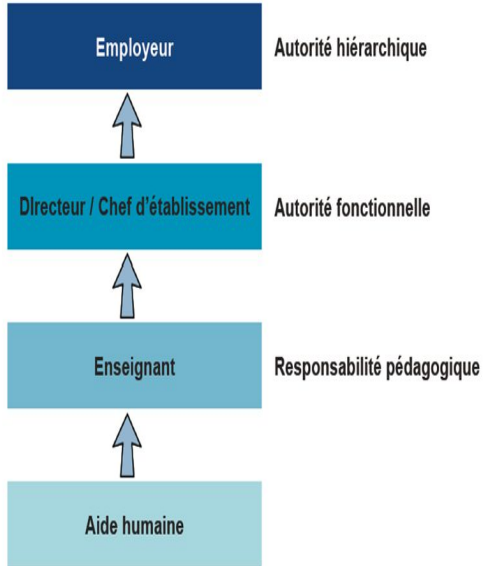 Employeur Autorité hiérarchique
DIrecteur / Chef d'établissement Autorité fonctionnelle
Enseignant Responsabilité pédagogique
Aide humaine